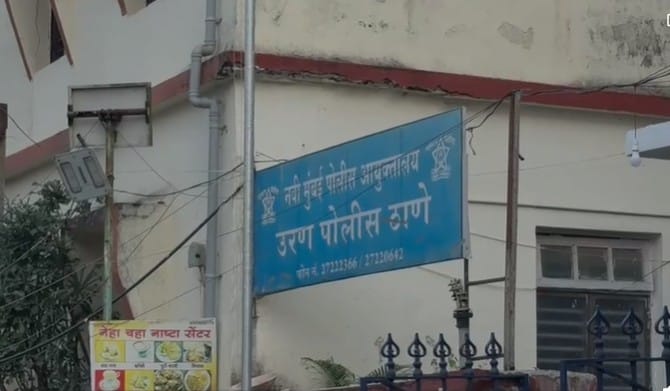 नवी मुंबई पोलीस आयुक्तालय
उरण पोलीस ठाणे
फोन नं. 27222366 / 27220642
नेहा चहा नाष्टा सेंटर